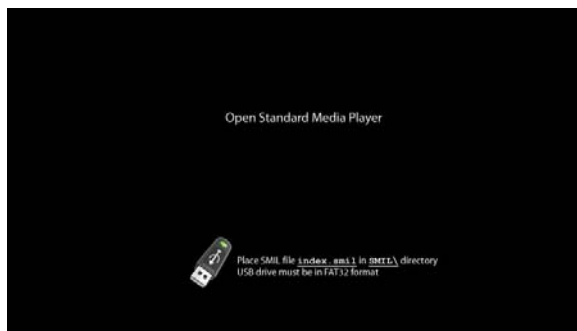 Open Standard Media Player
Place SMIL file index.smil in SMIL\ directory
USB drive must be in FAT32 format